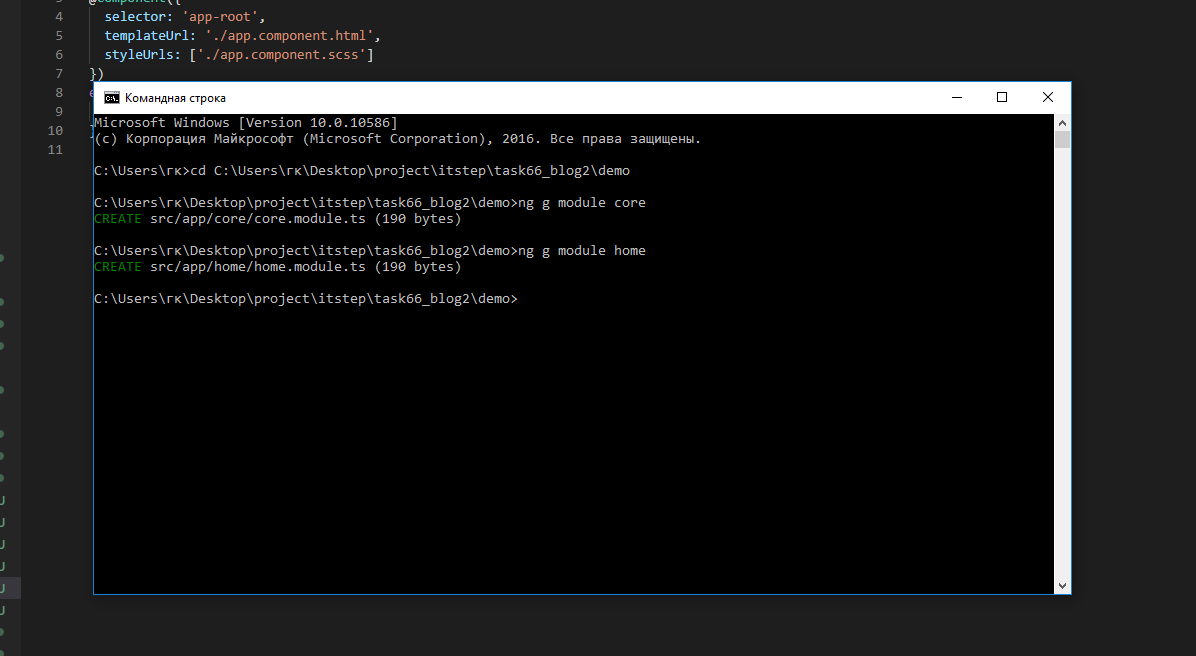 3 @Component({
4 selector: 'app-root',
5 templateUrl: './app.component.html',
6 styleUrls: ['./app.component.scss']
7 })
8
9
10
11
Командная строка
Microsoft Windows [Version 10.0.10586]
(c) Корпорация Майкрософт (Microsoft Corporation), 2016. Все права защищены.
C:\Users\гк>cd C:\Users\гк\Desktop\project\itstep\task66_blog2\demo
C:\Users\гк\Desktop\project\itstep\task66_blog2\demo>ng g module core
CREATE src/app/core/core.module.ts (190 bytes)
C:\Users\гк\Desktop\project\itstep\task66_blog2\demo>ng g module home
CREATE src/app/home/home.module.ts (190 bytes)
C:\Users\гк\Desktop\project\itstep\task66_blog2\demo>
U
U
U
U
U
U